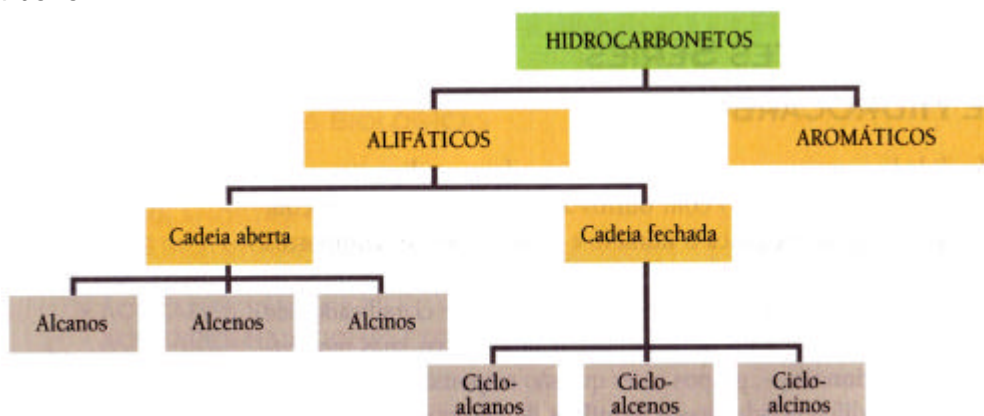 HIDROCARBONETOS
ALIFÁTICOS
AROMÁTICOS
Cadeia aberta
Cadeia fechada
Alcanos
Alcenos
Alcinos
Ciclo-
alcanos
Ciclo-
alcenos
Ciclo-
alcinos